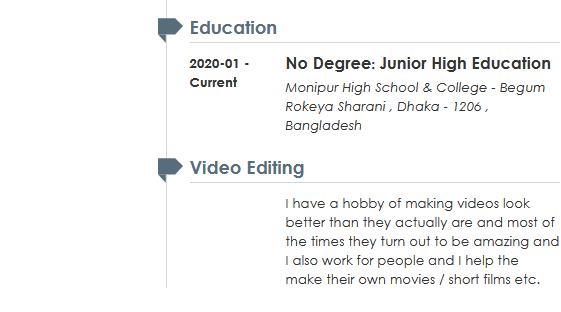 Education
2020-01 -
Current
No Degree: Junior High Education
Monipur High School & College - Begum
Rokeya Sharani , Dhaka - 1206 ,
Bangladesh
Video Editing
I have a hobby of making videos look
better than they actually are and most of
the times they turn out to be amazing and
I also work for people and I help the
make their own movies / short films etc.